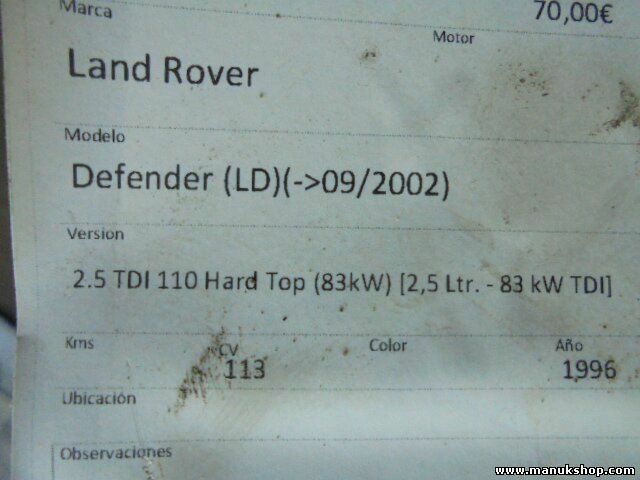 Marca 70,00€
Motor
Land Rover
Modelo
Defender (LD)(->09/2002)
Version
2.5 TDI 110 Hard Top (83kW) [2,5 Ltr. - 83 kW TDI]
Kms CV Color Año
113 1996
Ubicación
Observaciones
www.manukshop.com